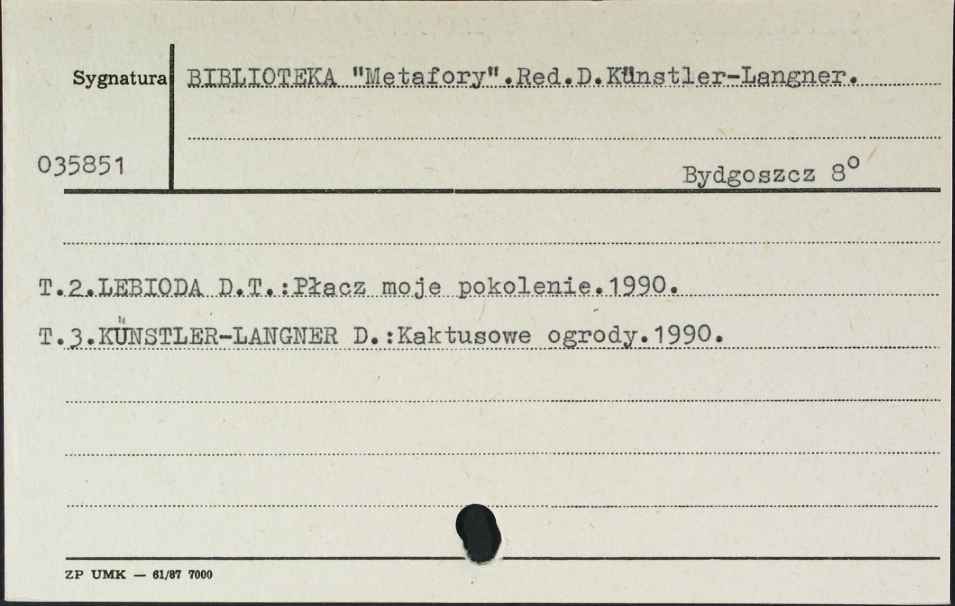 Sygnatura
BIBLIOTEKA "Metafory".Red.D.Künstler-Langner.
035851
Bydgoszcz 8°
T.2.LEBIODA D.T.:Płacz moje pokolenie.1990.
T.3.KÜNSTLER-LANGNER D.:Kaktusowe ogrody.1990.
ZP UMK — 61/87 7000